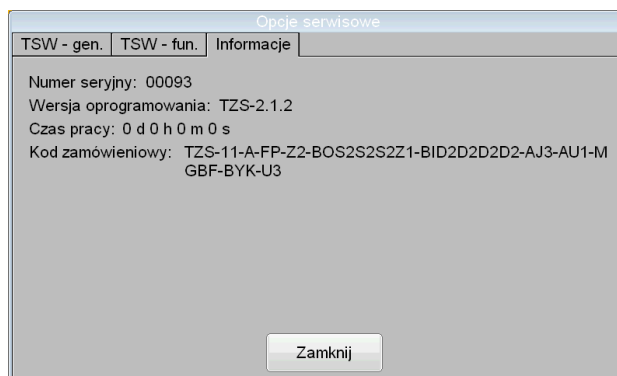 Opcje serwisowe
TSW - gen. TSW - fun. Informacje
Numer seryjny: 00093
Wersja oprogramowania: TZS-2.1.2
Czas pracy: 0 d 0 h 0 m 0 s
Kod zamówieniowy: TZS-11-A-FP-Z2-BOS2S2S2Z1-BID2D2D2D2-AJ3-AU1-M
GBF-BYK-U3
Zamknij